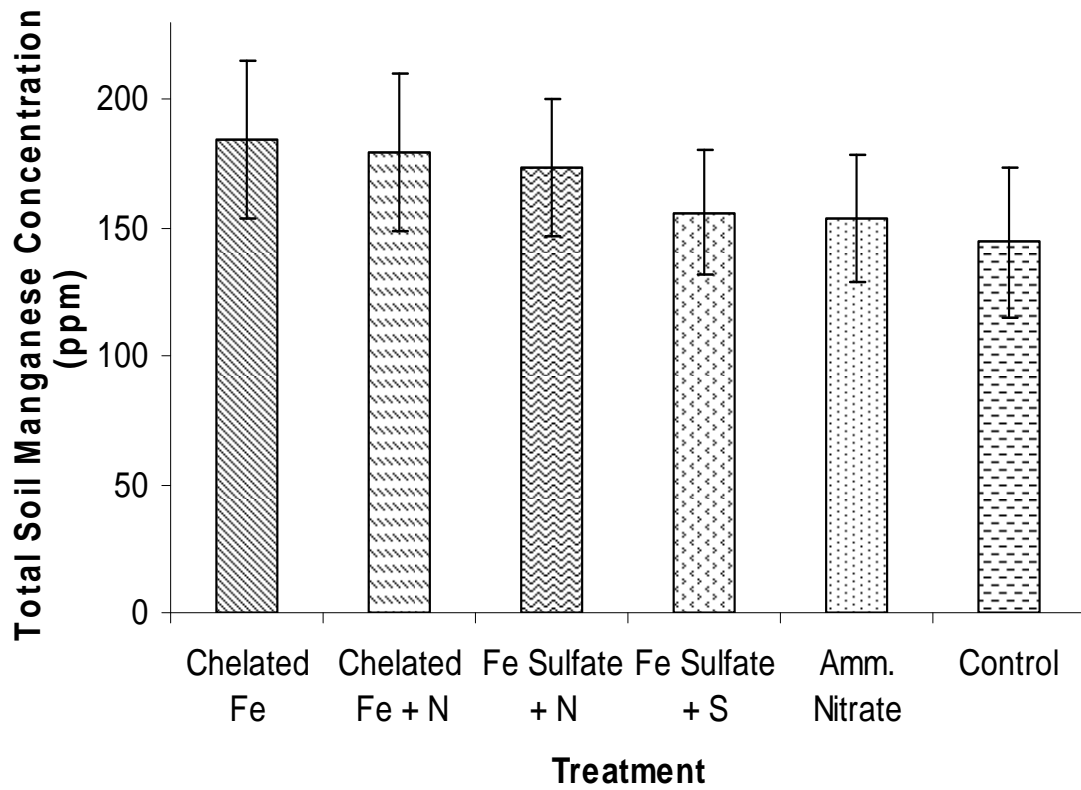 Total Soil Manganese Concentration
(ppm)
200
150
100
50
0
Chelated
Fe
Chelated
Fe + N
Fe Sulfate
+ N
Fe Sulfate
+ S
Amm.
Nitrate
Control
Treatment